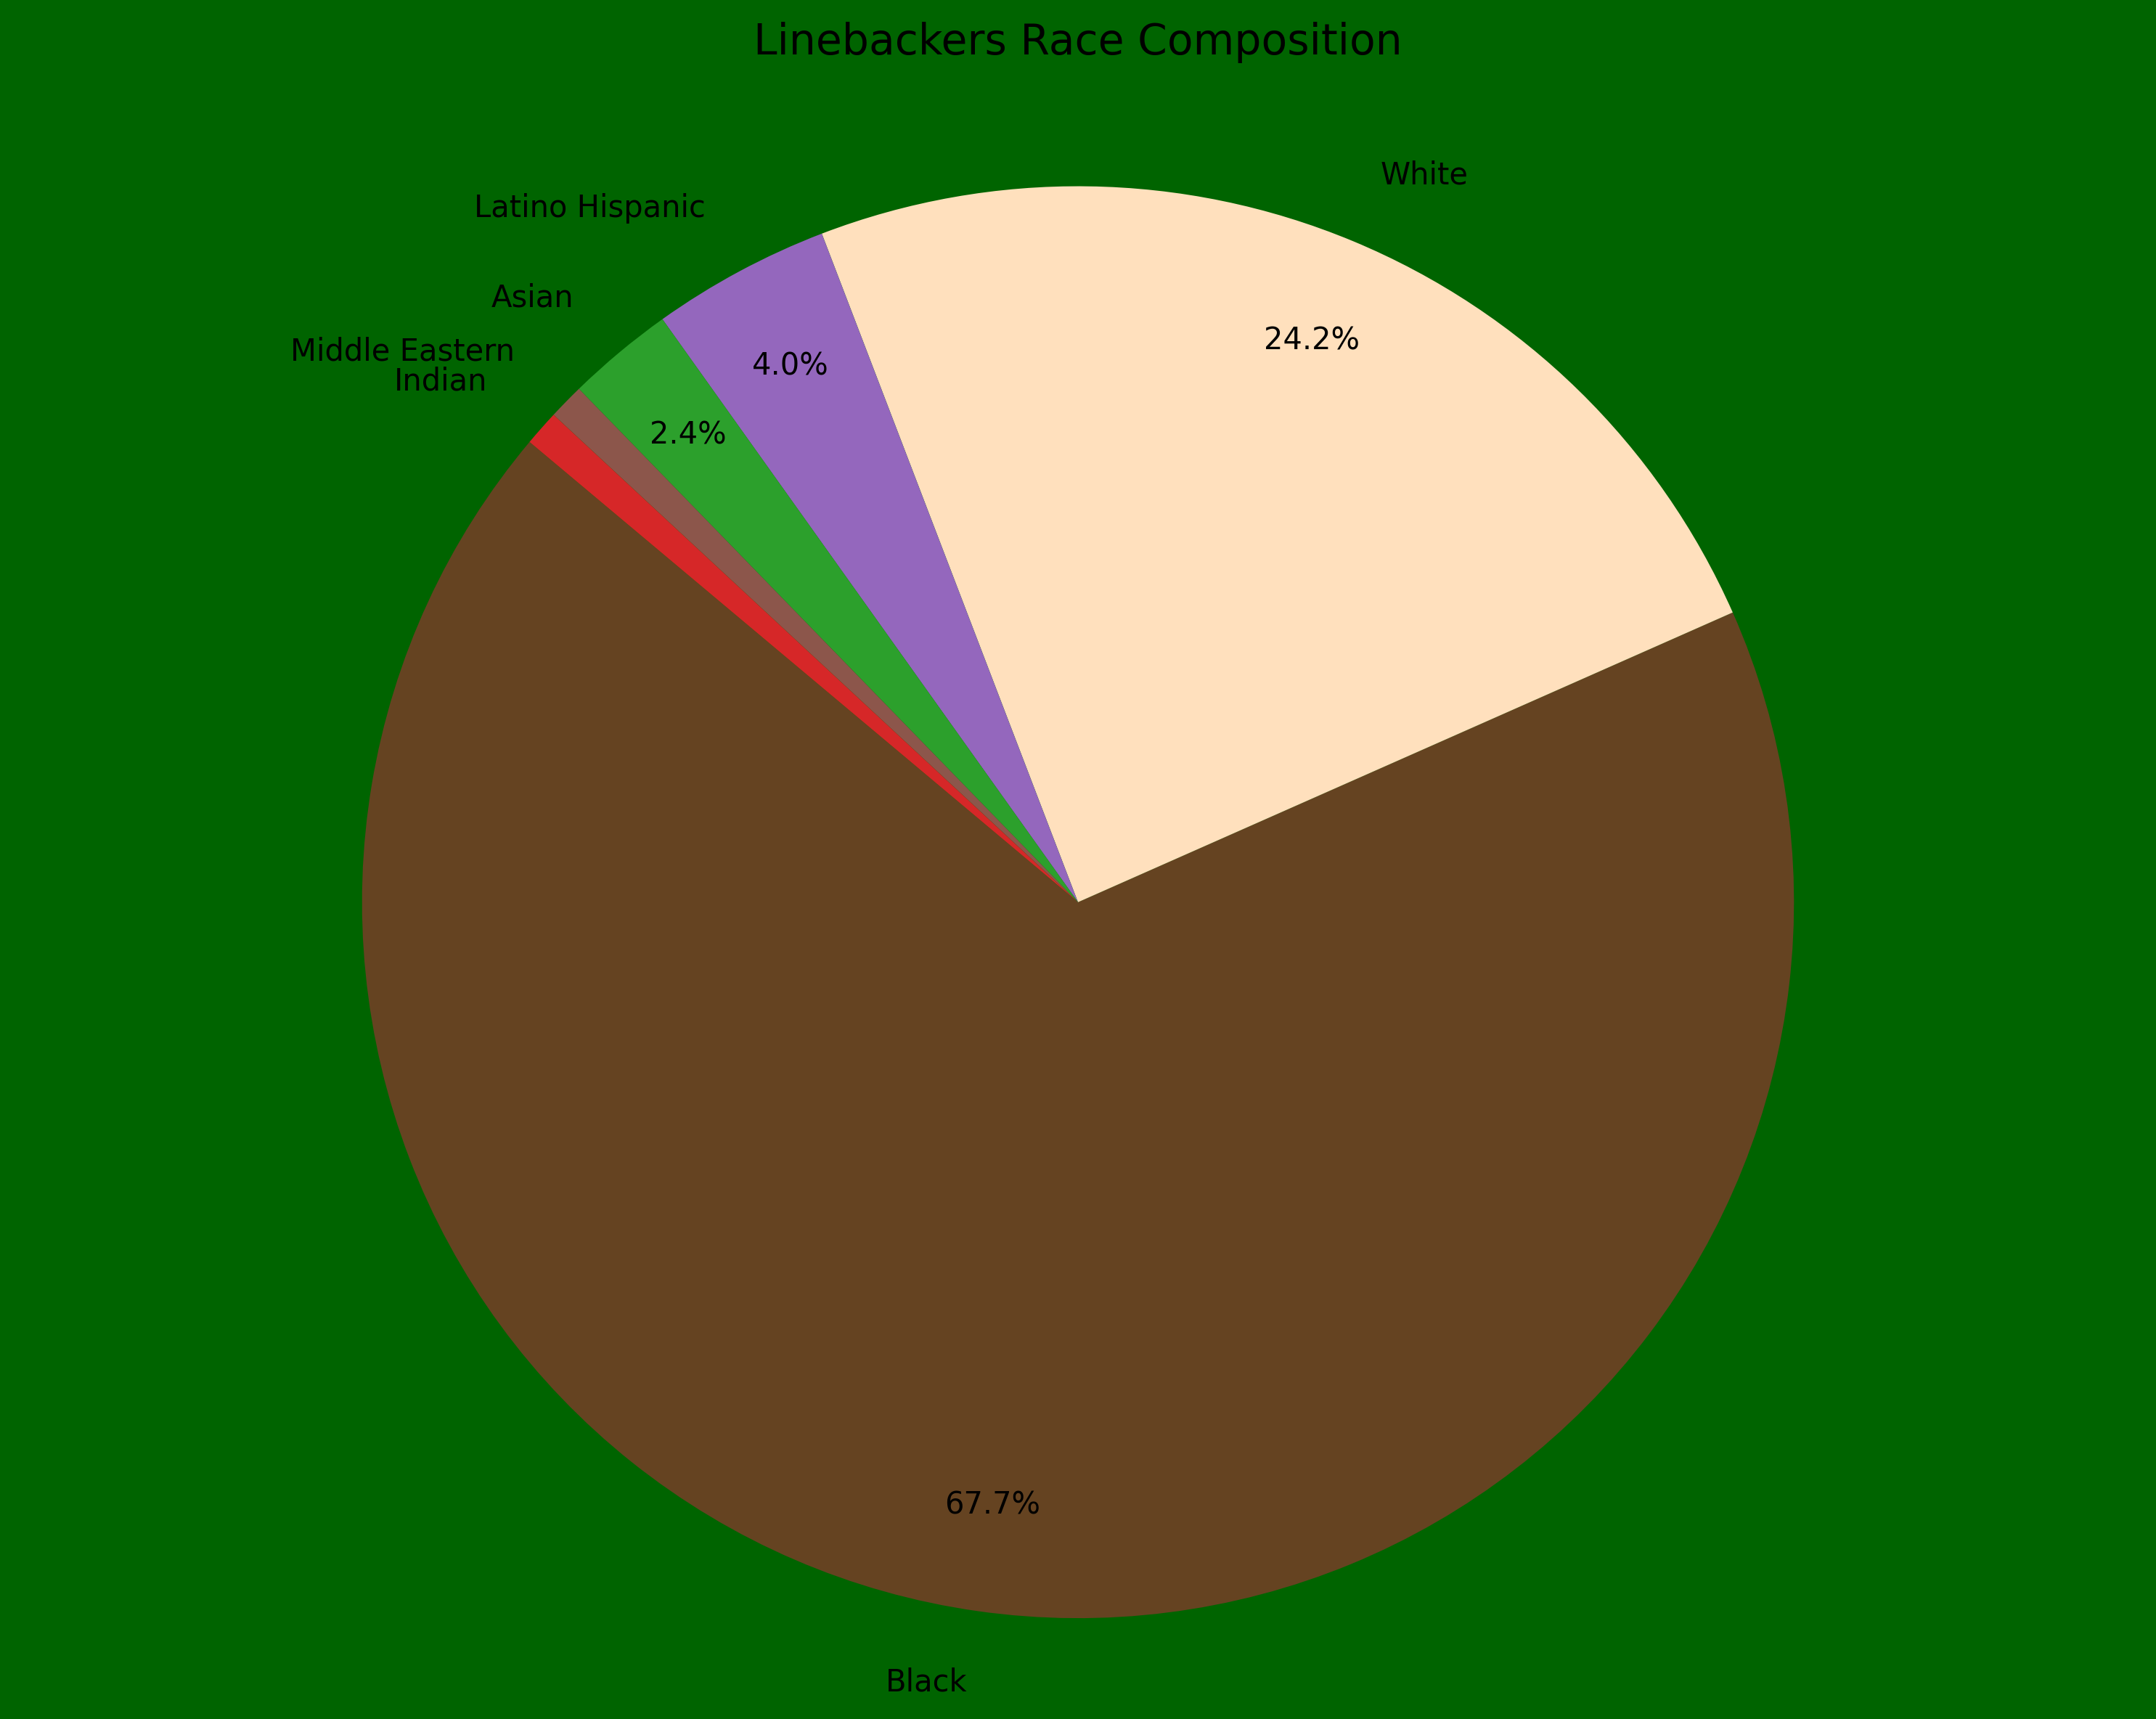 Linebackers Race Composition
White
Latino Hispanic
Asian
24.2%
Middle Eastern
4.0%
Indian
2.4%
67.7%
Black